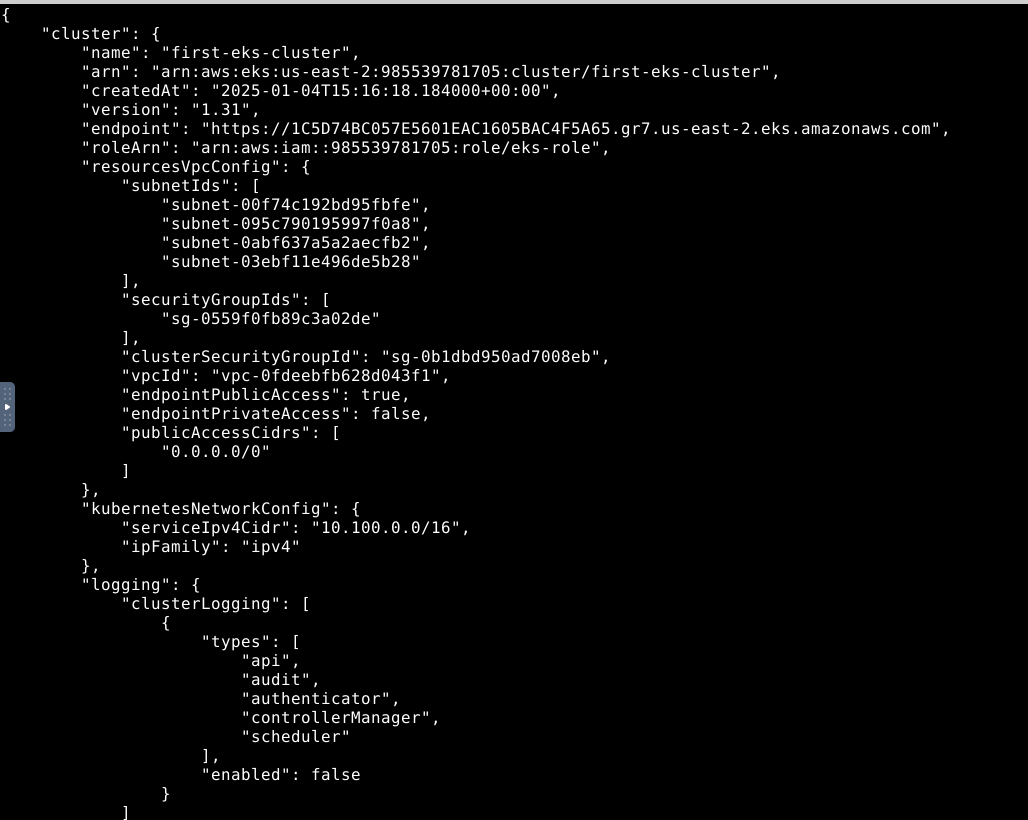 {
    "cluster": {
        "name": "first-eks-cluster",
        "arn": "arn:aws:eks:us-east-2:985539781705:cluster/first-eks-cluster",
        "createdAt": "2025-01-04T15:16:18.184000+00:00",
        "version": "1.31",
        "endpoint": "https://1C5D74BC057E5601EAC1605BAC4F5A65.gr7.us-east-2.eks.amazonaws.com",
        "roleArn": "arn:aws:iam::985539781705:role/eks-role",
        "resourcesVpcConfig": {
            "subnetIds": [
                "subnet-00f74c192bd95fbfe",
                "subnet-095c790195997f0a8",
                "subnet-0abf637a5a2aecfb2",
                "subnet-03ebf11e496de5b28"
            ],
            "securityGroupIds": [
                "sg-0559f0fb89c3a02de"
            ],
            "clusterSecurityGroupId": "sg-0b1dbd950ad7008eb",
            "vpcId": "vpc-0fdeebfb628d043f1",
            "endpointPublicAccess": true,
            "endpointPrivateAccess": false,
            "publicAccessCidrs": [
                "0.0.0.0/0"
            ]
        },
        "kubernetesNetworkConfig": {
            "serviceIpv4Cidr": "10.100.0.0/16",
            "ipFamily": "ipv4"
        },
        "logging": {
            "clusterLogging": [
                {
                    "types": [
                        "api",
                        "audit",
                        "authenticator",
                        "controllerManager",
                        "scheduler"
                    ],
                    "enabled": false
                }
            ]